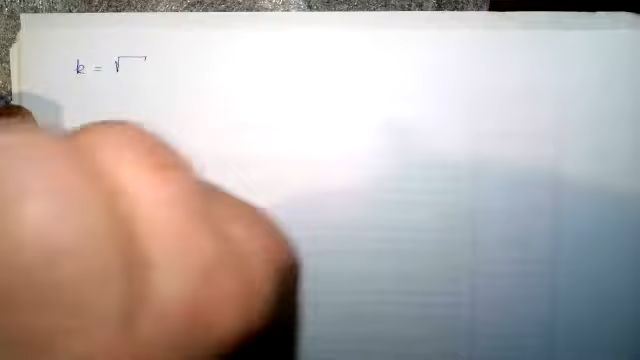 k = √